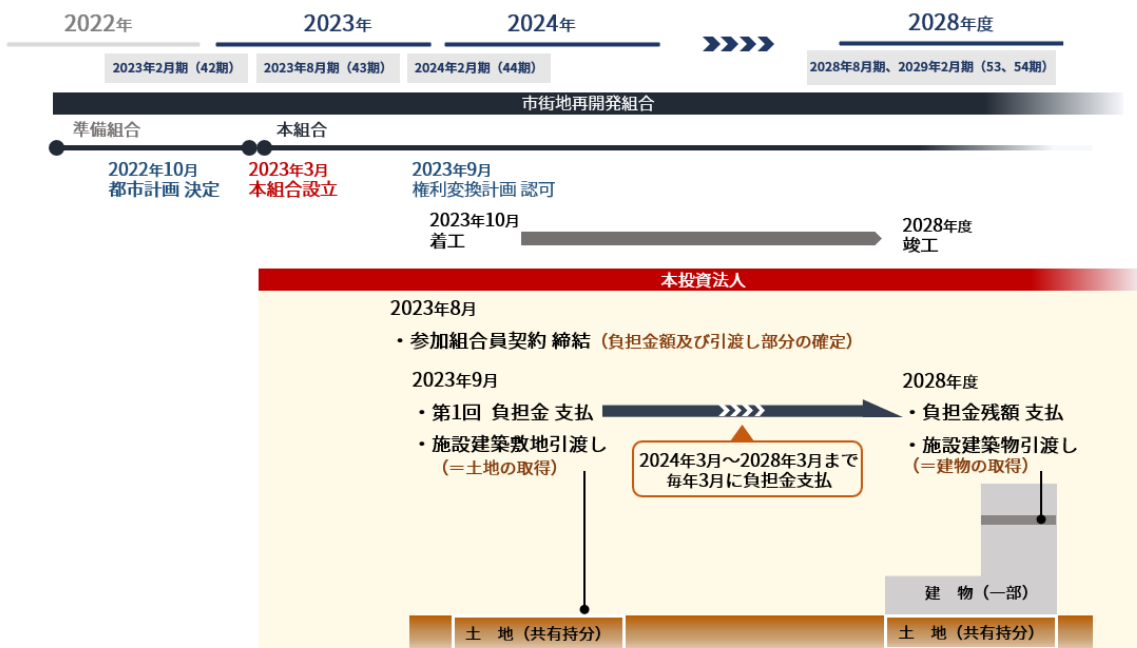 2022年
2023年
2024年
2028年度
2023年2月期（42期）
2023年8月期（43期）
2024年2月期（44期）
2028年8月期、2029年2月期（53、54期）
市街地再開発組合
準備組合
本組合
2022年10月
都市計画 決定
2023年3月
本組合設立
2023年9月
権利変換計画 認可
2023年10月
着工
2028年度
竣工
本投資法人
2023年8月
・参加組合員契約 締結（負担金額及び引渡し部分の確定）
2023年9月
・第1回 負担金 支払
・施設建築敷地引渡し
（＝土地の取得）
2024年3月～2028年3月まで
毎年3月に負担金支払
2028年度
・負担金残額 支払
・施設建築物引渡し
（＝建物の取得）
建　物（一部）
土　地（共有持分）
土　地（共有持分）